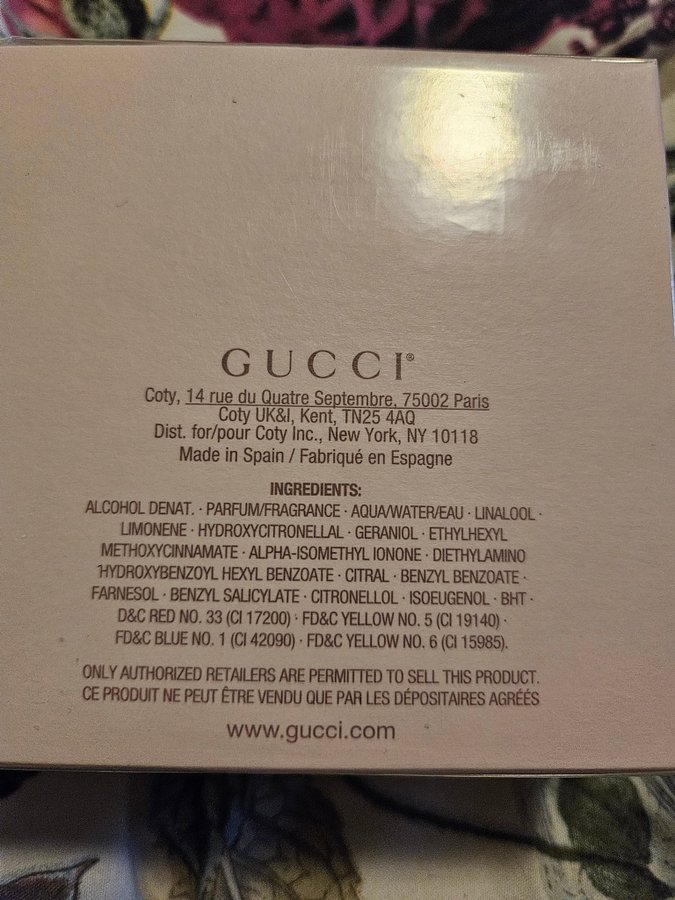 GUCCI®
Coty, 14 rue du Quatre Septembre, 75002 Paris
Coty UK&I, Kent, TN25 4AQ
Dist. for/pour Coty Inc., New York, NY 10118
Made in Spain / Fabriqué en Espagne
INGREDIENTS:
ALCOHOL DENAT. · PARFUM/FRAGRANCE · AQUA/WATER/EAU · LINALOOL ·
LIMONENE · HYDROXYCITRONELLAL · GERANIOL · ETHYLHEXYL
METHOXYCINNAMATE · ALPHA-ISOMETHYL IONONE · DIETHYLAMINO
HYDROXYBENZOYL HEXYL BENZOATE · CITRAL · BENZYL BENZOATE ·
FARNESOL · BENZYL SALICYLATE · CITRONELLOL · ISOEUGENOL · BHT ·
D&C RED NO. 33 (CI 17200) · FD&C YELLOW NO. 5 (CI 19140) ·
FD&C BLUE NO. 1 (CI 42090) · FD&C YELLOW NO. 6 (CI 15985).
ONLY AUTHORIZED RETAILERS ARE PERMITTED TO SELL THIS PRODUCT.
CE PRODUIT NE PEUT ÊTRE VENDU QUE PAR LES DÉPOSITAIRES AGRÉÉS
www.gucci.com